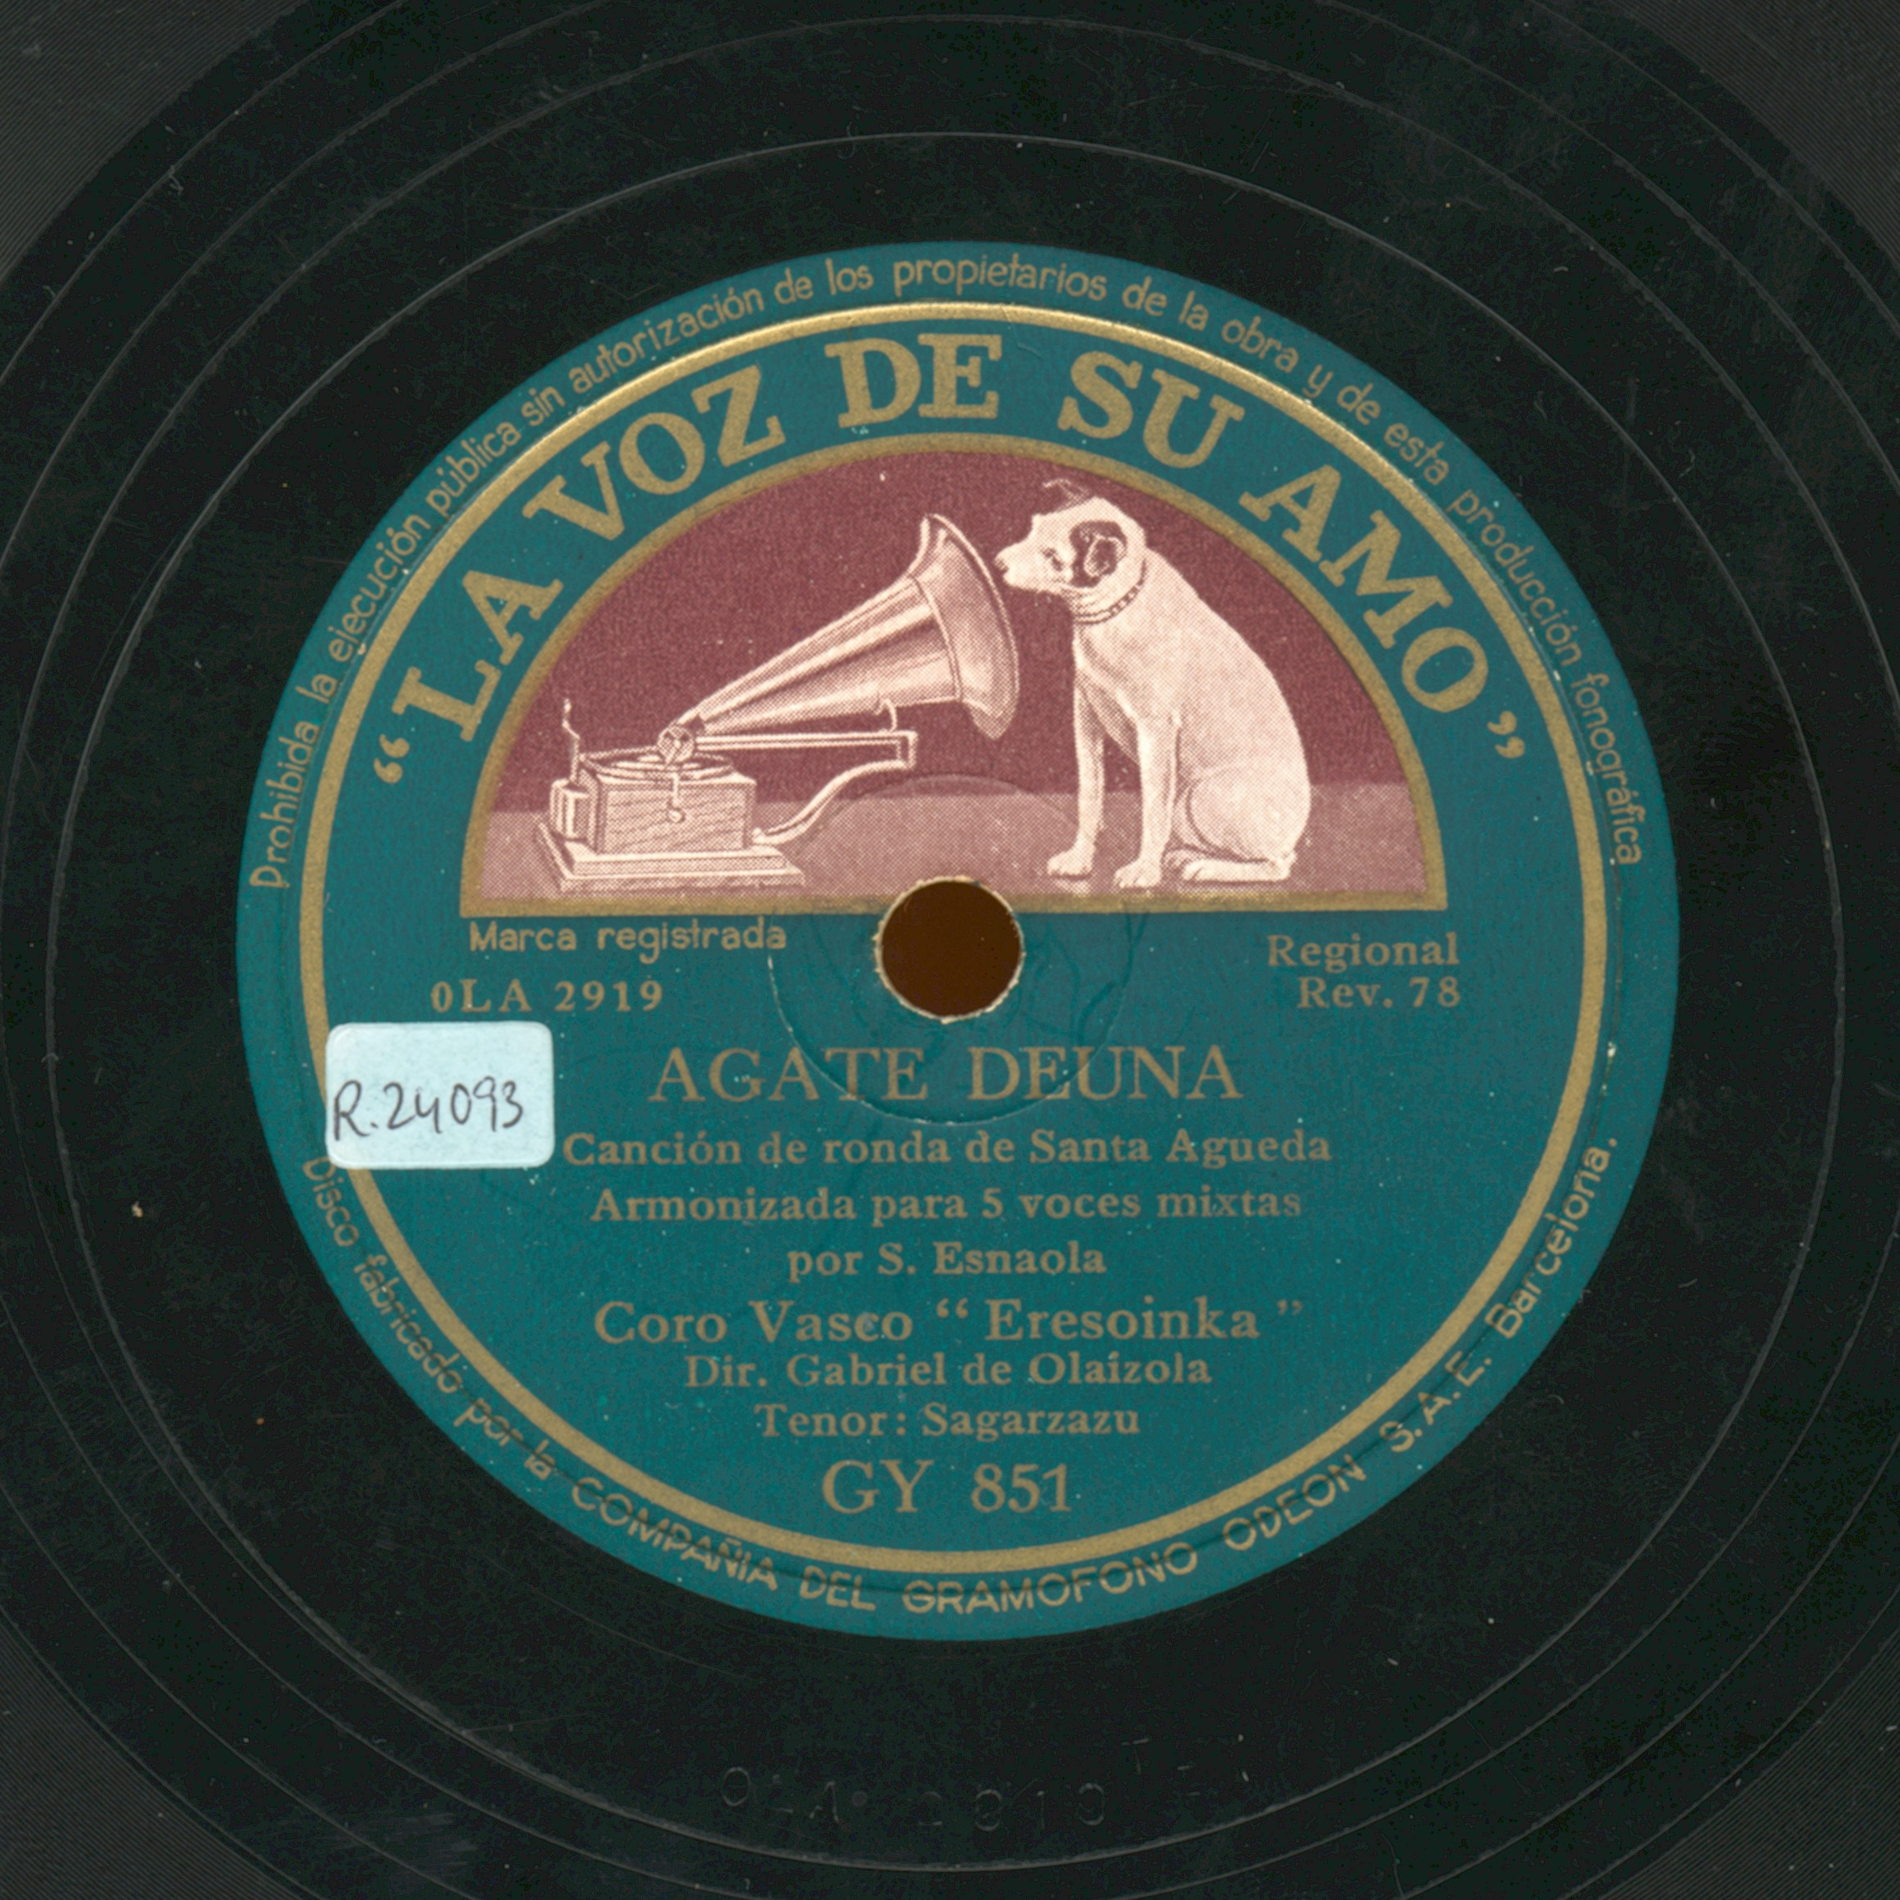 Prohibida la ejecución pública sin autorización de los propietarios de la obra y de esta producción fonográfica
“LA VOZ DE SU AMO”
Marca registrada
0LA 2919
Regional
Rev. 78
R.24093
AGATE DEUNA
Canción de ronda de Santa Agueda
Armonizada para 5 voces mixtas
por S. Esnaola
Coro Vasco “Eresoinka”
Dir. Gabriel de Olaízola
Tenor: Sagarzazu
GY 851
Disco fabricado por la COMPAÑIA DEL GRAMOFONO ODEON S.A.E. Barcelona.